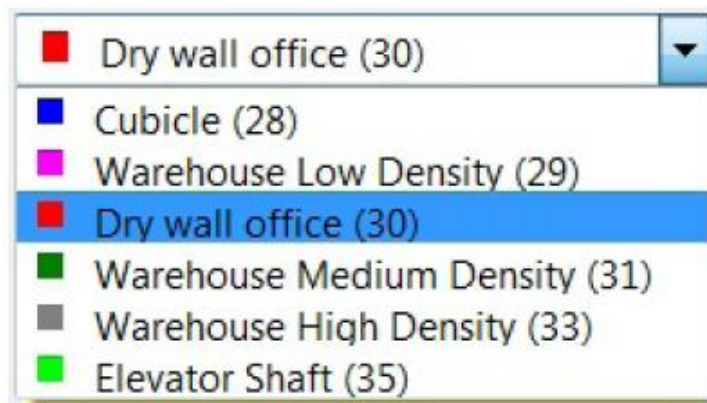 Dry wall office (30)
Cubicle (28)
Warehouse Low Density (29)
Dry wall office (30)
Warehouse Medium Density (31)
Warehouse High Density (33)
Elevator Shaft (35)